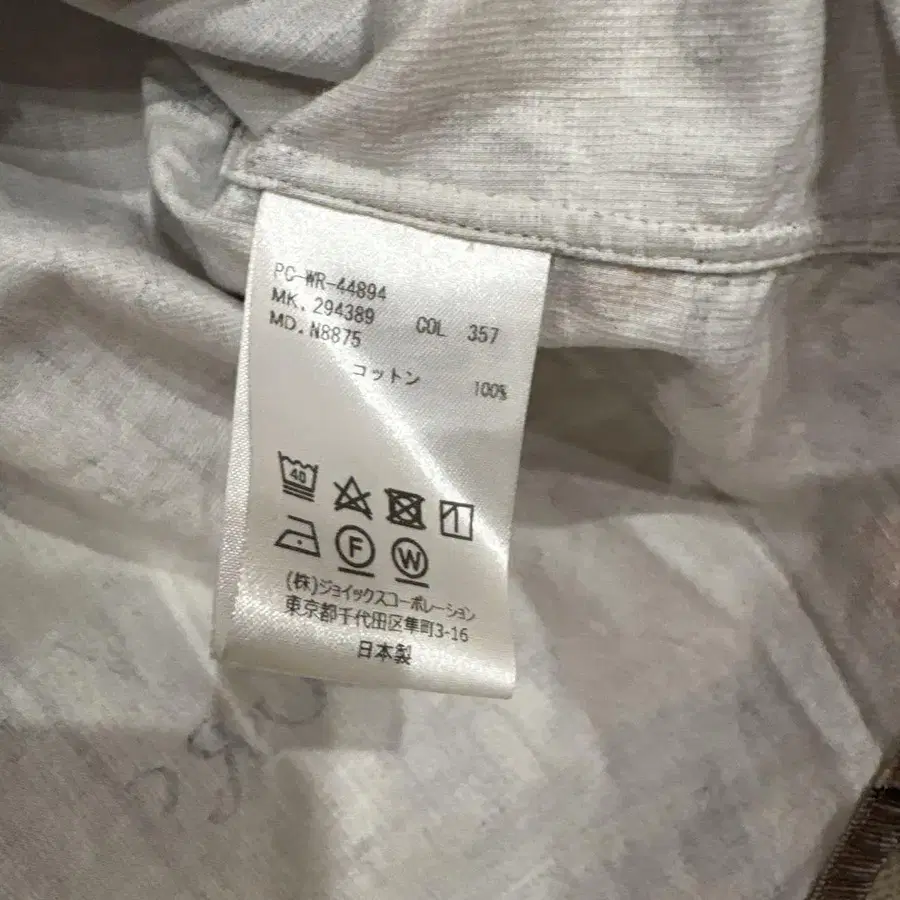 PC-WR-44894
MK. 294389
MD. N8875 COL 357
コットン 100%
40
F W
(株)ジョイックスコーポレーション
東京都千代田区隼町3-16
日本製